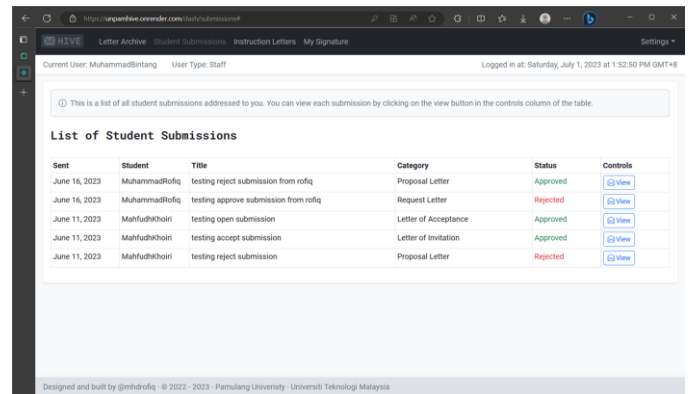 https://unpamhive.onrender.com/dash/submissions#
HIVE Letter Archive Student Submissions Instruction Letters My Signature Settings
Current User: MuhammadBintang User Type: Staff Logged in at: Saturday, July 1, 2023 at 1:52:50 PM GMT+8
This is a list of all student submissions addressed to you. You can view each submission by clicking on the view button in the controls column of the table.
List of Student Submissions
Sent Student Title Category Status Controls
June 16, 2023 MuhammadRofiq testing reject submission from rofiq Proposal Letter Approved View
June 16, 2023 MuhammadRofiq testing approve submission from rofiq Request Letter Rejected View
June 11, 2023 MahfudhKhoiri testing open submission Letter of Acceptance Approved View
June 11, 2023 MahfudhKhoiri testing accept submission Letter of Invitation Approved View
June 11, 2023 MahfudhKhoiri testing reject submission Proposal Letter Rejected View
Designed and built by @mhdrofiq · © 2022 - 2023 · Pamulang Univeristy · Universiti Teknologi Malaysia